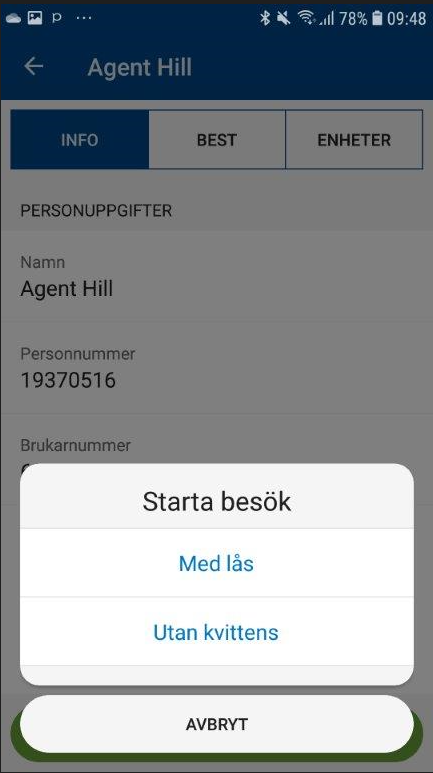 78% 09:48
Agent Hill
INFO BEST ENHETER
PERSONUPPGIFTER
Namn
Agent Hill
Personnummer
19370516
Brukarnummer
Starta besök
Med lås
Utan kvittens
AVBRYT